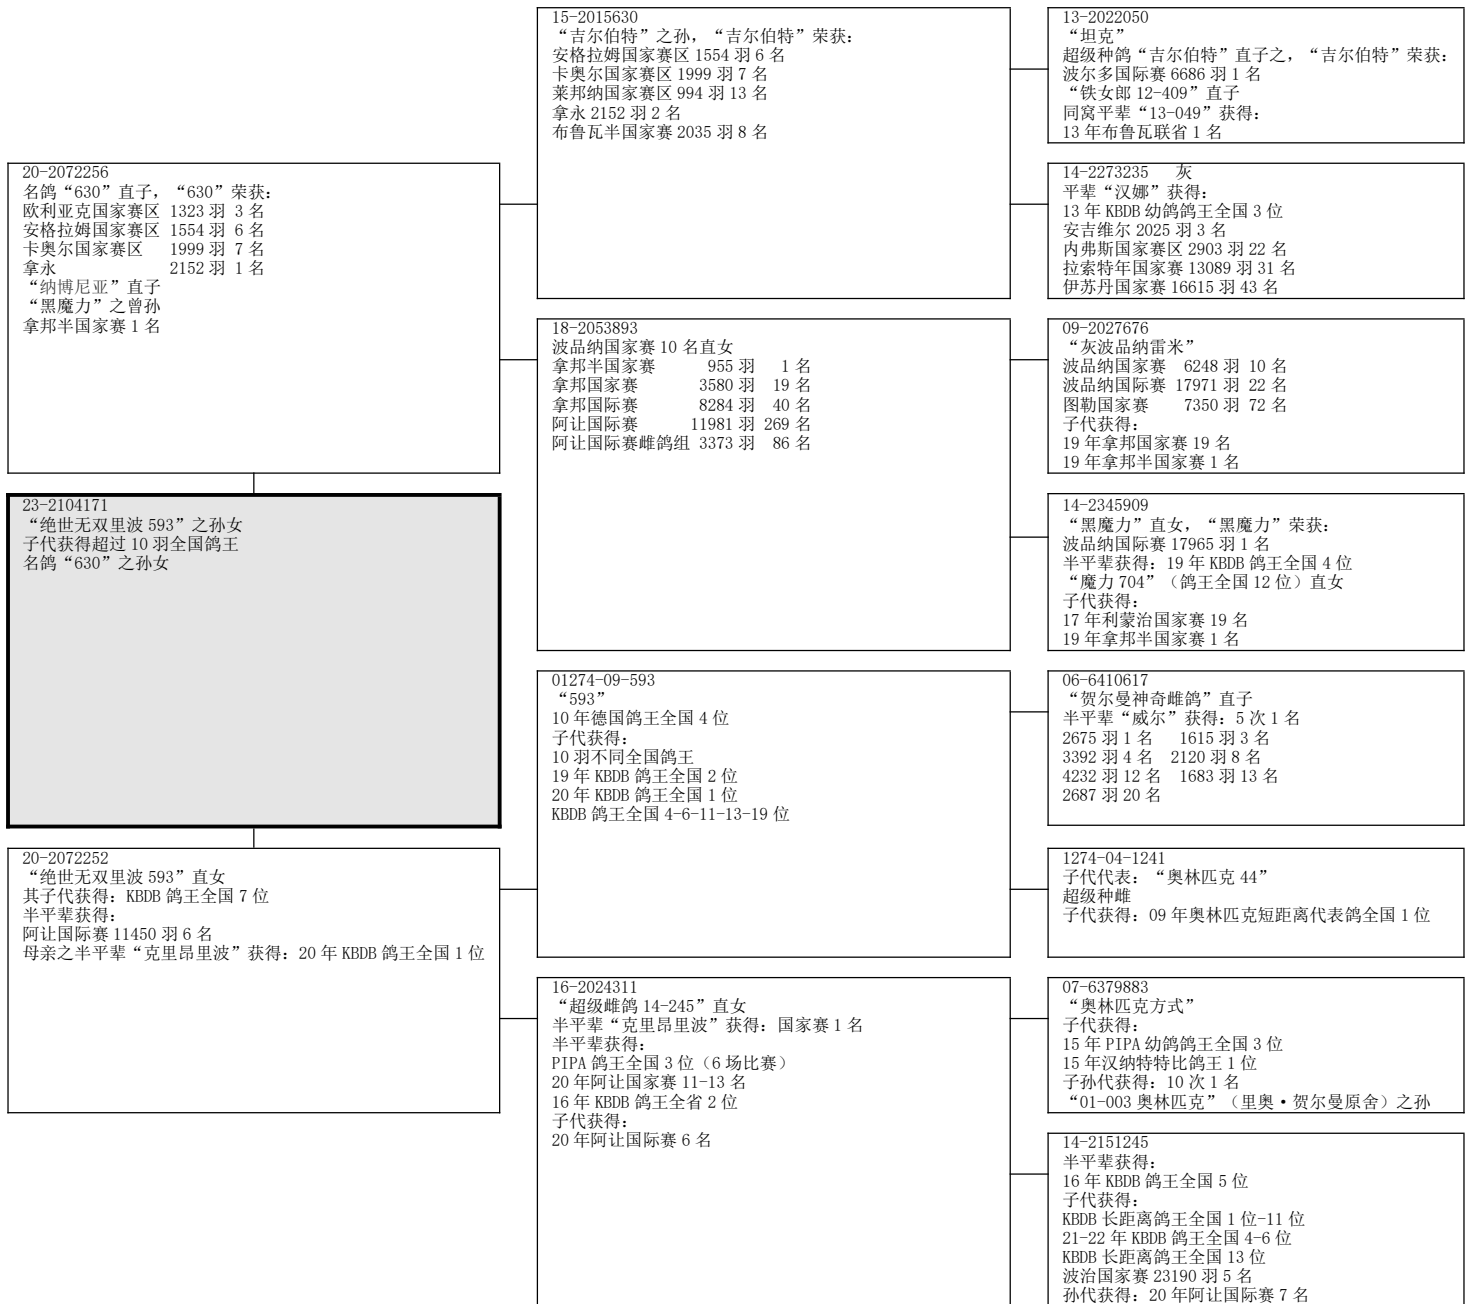 15-2015630
“吉尔伯特”之孙，“吉尔伯特”荣获：
安格拉姆国家赛区 1554 羽 6 名
卡奥尔国家赛区 1999 羽 7 名
莱邦纳国家赛区 994 羽 13 名
拿永 2152 羽 2 名
布鲁瓦半国家赛 2035 羽 8 名
13-2022050
“坦克”
超级种鸽“吉尔伯特”直子之，“吉尔伯特”荣获：
波尔多国际赛 6686 羽 1 名
“铁女郎 12-409”直子
同窝平辈“13-049”获得：
13 年布鲁瓦联省 1 名
20-2072256
名鸽“630”直子，“630”荣获：
欧利亚克国家赛区 1323 羽 3 名
安格拉姆国家赛区 1554 羽 6 名
卡奥尔国家赛区 1999 羽 7 名
拿永 2152 羽 1 名
“纳博尼亚”直子
“黑魔力”之曾孙
拿邦半国家赛 1 名
14-2273235 灰
平辈“汉娜”获得：
13 年 KBDB 幼鸽鸽王全国 3 位
安吉维尔 2025 羽 3 名
内弗斯国家赛区 2903 羽 22 名
拉索特年国家赛 13089 羽 31 名
伊苏丹国家赛 16615 羽 43 名
18-2053893
波品纳国家赛 10 名直女
拿邦半国家赛 955 羽 1 名
拿邦国家赛 3580 羽 19 名
拿邦国际赛 8284 羽 40 名
阿让国际赛 11981 羽 269 名
阿让国际赛雌鸽组 3373 羽 86 名
09-2027676
“灰波品纳雷米”
波品纳国家赛 6248 羽 10 名
波品纳国际赛 17971 羽 22 名
图勒国家赛 7350 羽 72 名
子代获得：
19 年拿邦国家赛 19 名
19 年拿邦半国家赛 1 名
23-2104171
“绝世无双里波 593”之孙女
子代获得超过 10 羽全国鸽王
名鸽“630”之孙女
14-2345909
“黑魔力”直女，“黑魔力”荣获：
波品纳国际赛 17965 羽 1 名
半平辈获得：19 年 KBDB 鸽王全国 4 位
“魔力 704”（鸽王全国 12 位）直女
子代获得：
17 年利蒙治国家赛 19 名
19 年拿邦半国家赛 1 名
01274-09-593
“593”
10 年德国鸽王全国 4 位
子代获得：
10 羽不同全国鸽王
19 年 KBDB 鸽王全国 2 位
20 年 KBDB 鸽王全国 1 位
KBDB 鸽王全国 4-6-11-13-19 位
06-6410617
“贺尔曼神奇雌鸽”直子
半平辈“威尔”获得：5 次 1 名
2675 羽 1 名 1615 羽 3 名
3392 羽 4 名 2120 羽 8 名
4232 羽 12 名 1683 羽 13 名
2687 羽 20 名
20-2072252
“绝世无双里波 593”直女
其子代获得：KBDB 鸽王全国 7 位
半平辈获得：
阿让国际赛 11450 羽 6 名
母亲之半平辈“克里昂里波”获得：20 年 KBDB 鸽王全国 1 位
1274-04-1241
子代代表：“奥林匹克 44”
超级种雌
子代获得：09 年奥林匹克短距离代表鸽全国 1 位
16-2024311
“超级雌鸽 14-245”直女
半平辈“克里昂里波”获得：国家赛 1 名
半平辈获得：
PIPA 鸽王全国 3 位（6 场比赛）
20 年阿让国家赛 11-13 名
16 年 KBDB 鸽王全省 2 位
子代获得：
20 年阿让国际赛 6 名
07-6379883
“奥林匹克方式”
子代获得：
15 年 PIPA 幼鸽鸽王全国 3 位
15 年汉纳特特比鸽王 1 位
子孙代获得：10 次 1 名
“01-003 奥林匹克”（里奥·贺尔曼原舍）之孙
14-2151245
半平辈获得：
16 年 KBDB 鸽王全国 5 位
子代获得：
KBDB 长距离鸽王全国 1 位-11 位
21-22 年 KBDB 鸽王全国 4-6 位
KBDB 长距离鸽王全国 13 位
波治国家赛 23190 羽 5 名
孙代获得：20 年阿让国际赛 7 名